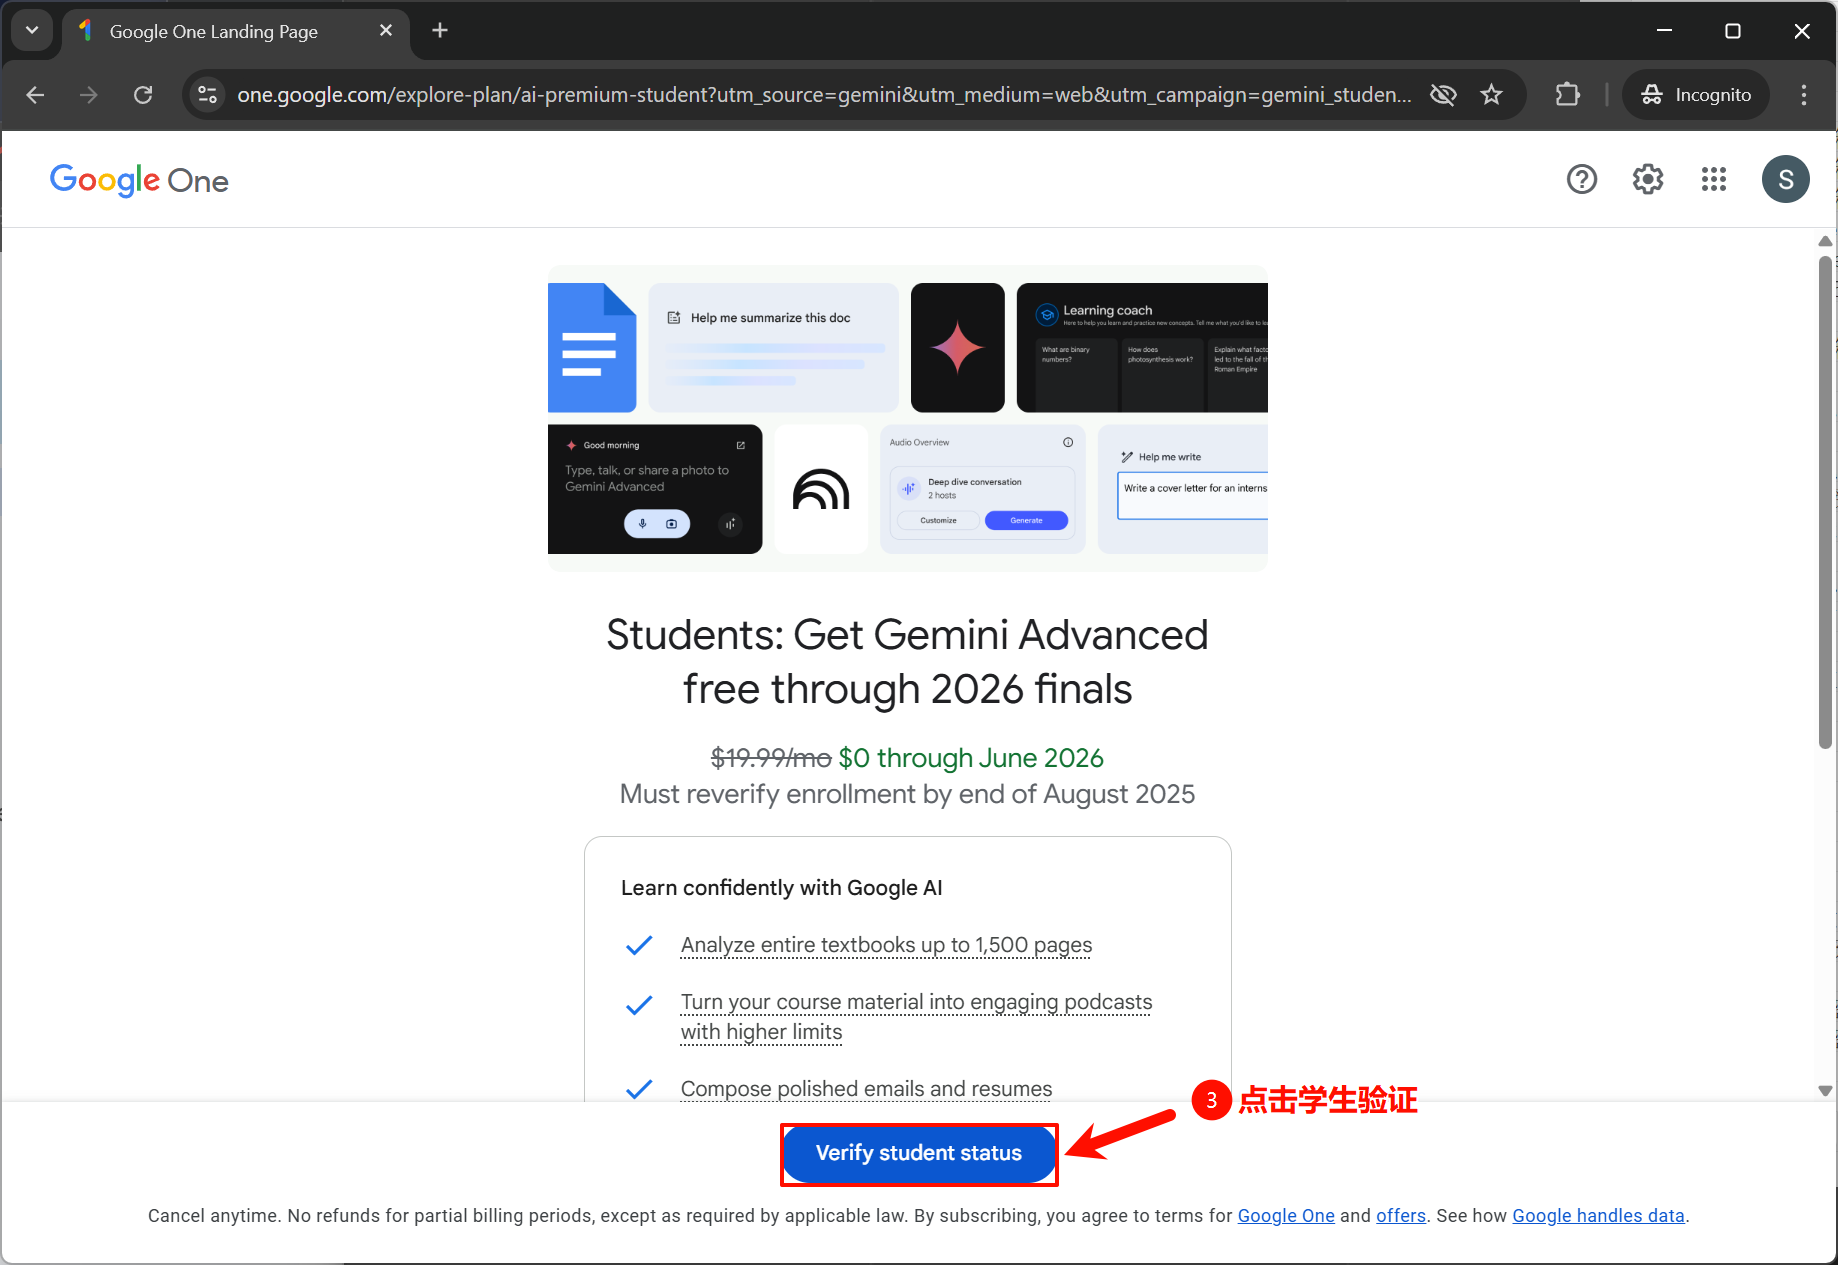 Google One Landing Page
one.google.com/explore-plan/ai-premium-student?utm_source=gemini&utm_medium=web&utm_campaign=gemini_studen...
Incognito
Google One
S
Help me summarize this doc
Learning coach
Here to help you learn and practice new concepts. Tell me what you'd like to
What are binary
numbers?
How does
photosynthesis work?
Explain what
led to the fall of
Roman Empire
Good morning
Type, talk, or share a photo to
Gemini Advanced
Audio Overview
Deep dive conversation
2 hosts
Customize
Generate
Help me write
Write a cover letter for an interns
Students: Get Gemini Advanced
free through 2026 finals
$19.99/mo $0 through June 2026
Must reverify enrollment by end of August 2025
Learn confidently with Google AI
Analyze entire textbooks up to 1,500 pages
Turn your course material into engaging podcasts
with higher limits
Compose polished emails and resumes
3 点击学生验证
Verify student status
Cancel anytime. No refunds for partial billing periods, except as required by applicable law. By subscribing, you agree to terms for Google One and offers. See how Google handles data.